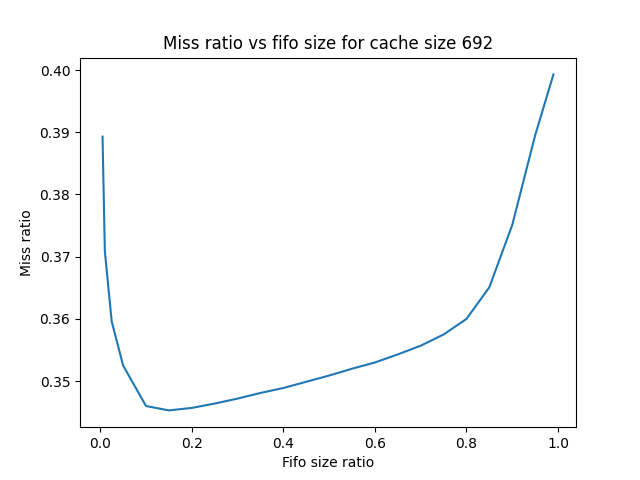 Miss ratio vs fifo size for cache size 692
0.40
0.39
0.38
0.37
0.36
0.35
Miss ratio
0.0 0.2 0.4 0.6 0.8 1.0
Fifo size ratio